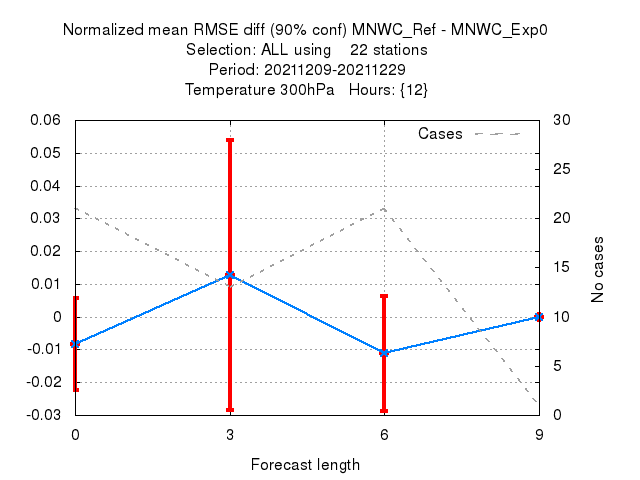 Normalized mean RMSE diff (90% conf) MNWC_Ref - MNWC_Exp0
Selection: ALL using    22 stations
Period: 20211209-20211229
Temperature 300hPa   Hours: {12}
Cases
0.06
0.05
0.04
0.03
0.02
0.01
0
-0.01
-0.02
-0.03
30
25
20
15
10
5
0
No cases
0 3 6 9
Forecast length